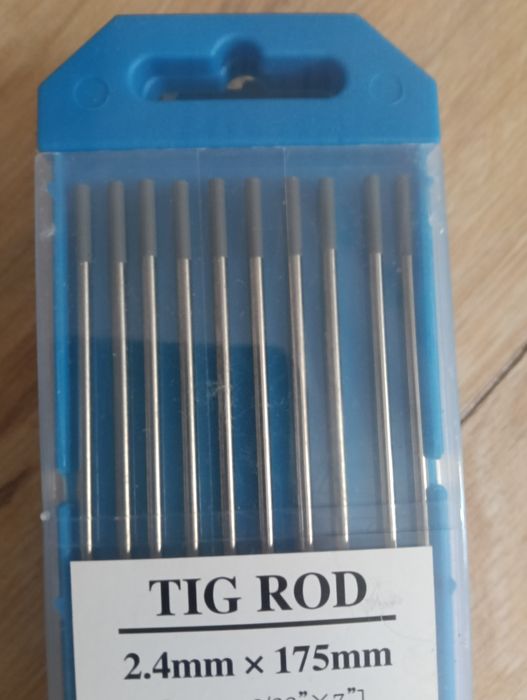 TIG ROD
2.4mm × 175mm